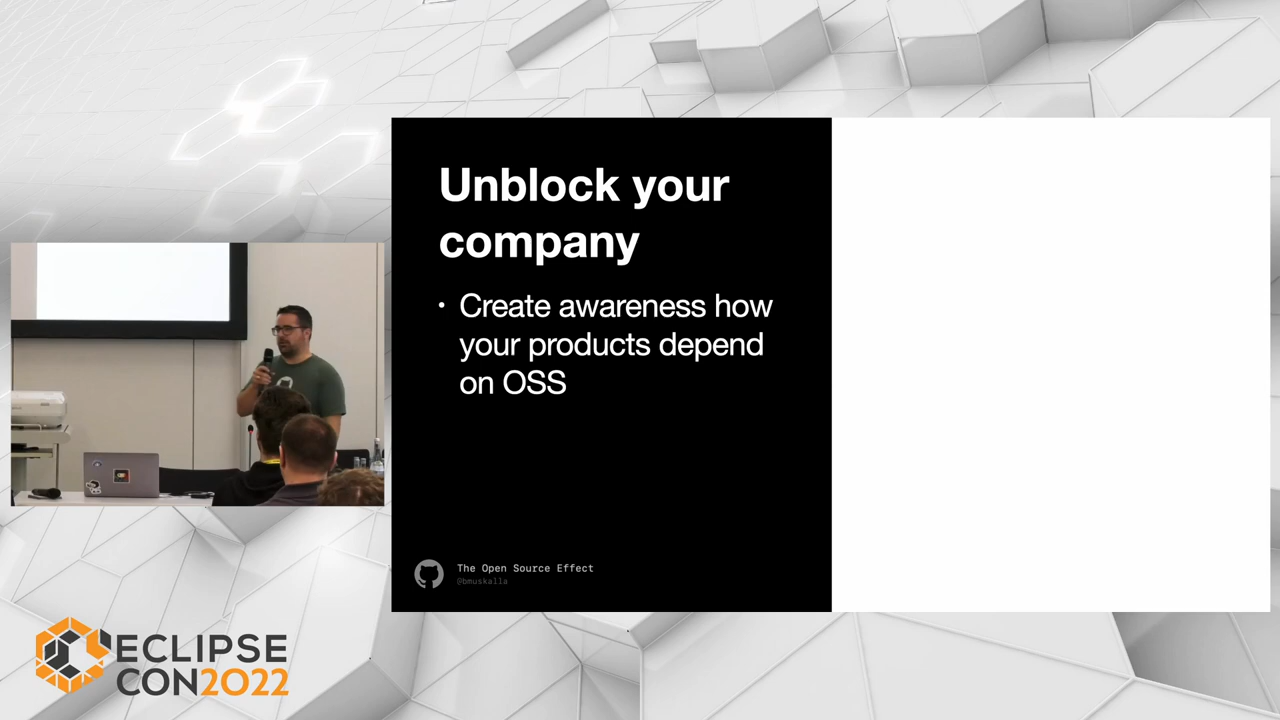 Unblock your
company
• Create awareness how
your products depend
on OSS
The Open Source Effect
@bmuskalla
ECLIPSE
CON2022